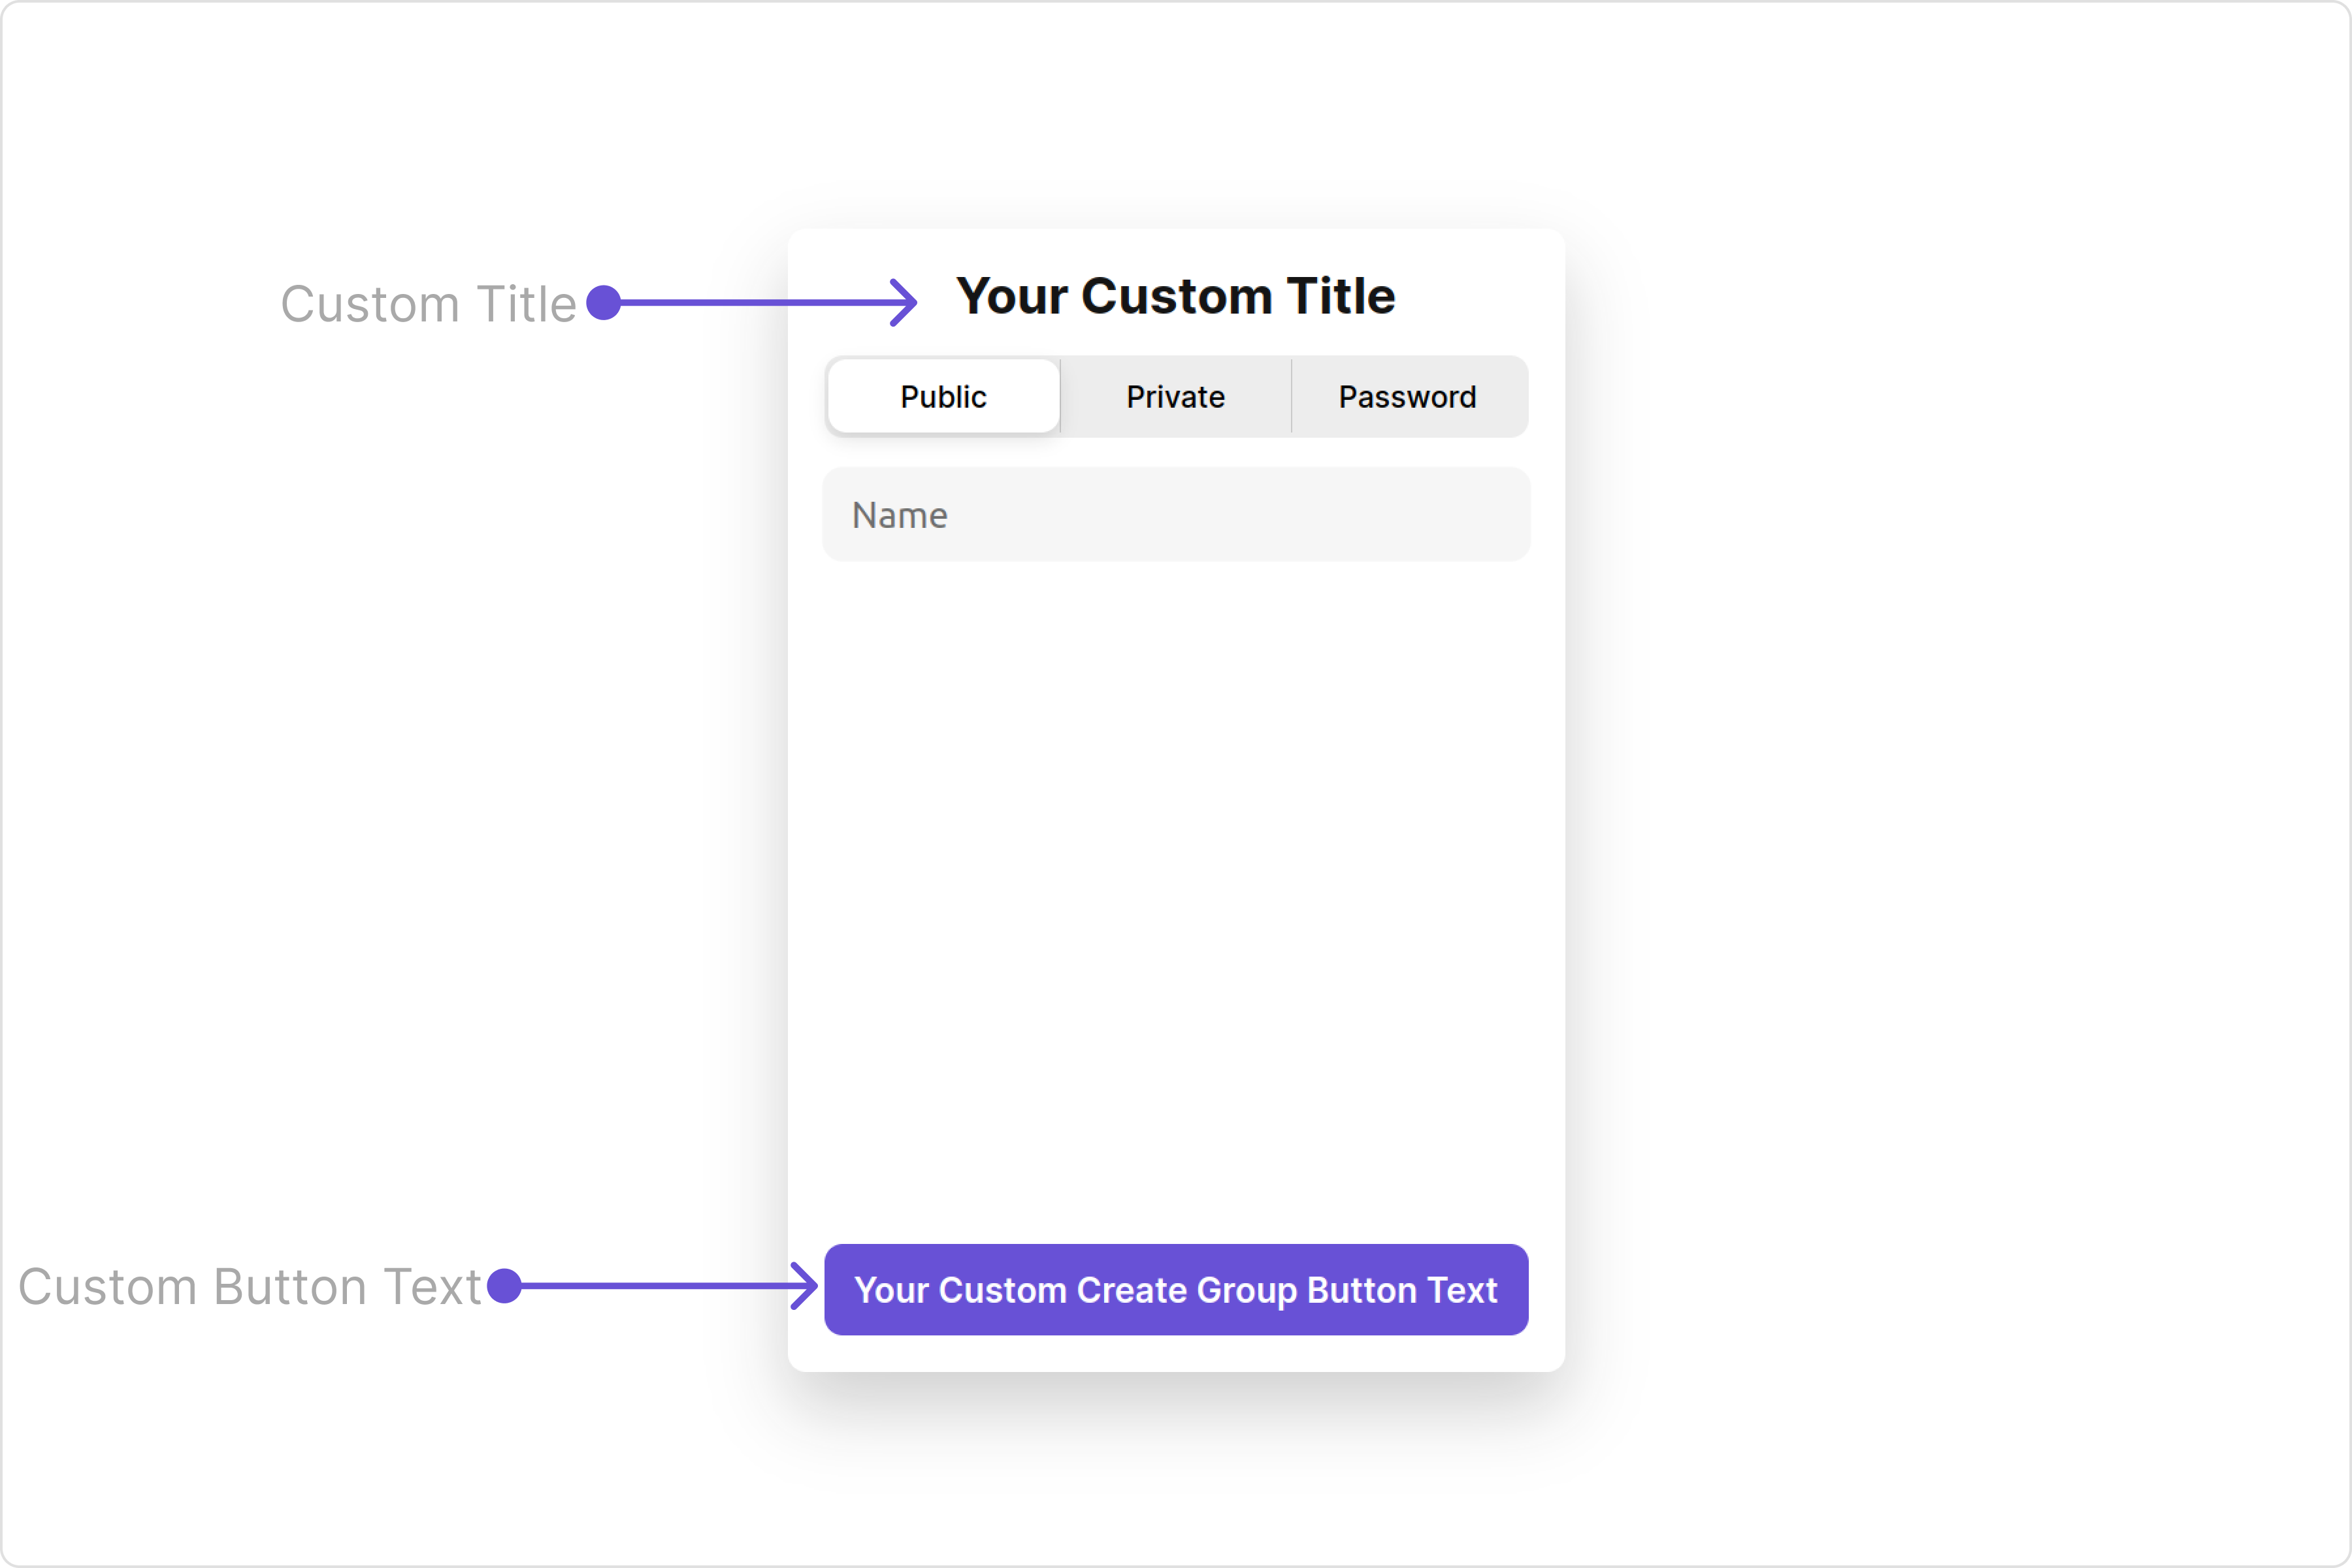 Custom Title
Your Custom Title
Public Private Password
Name
Custom Button Text
Your Custom Create Group Button Text